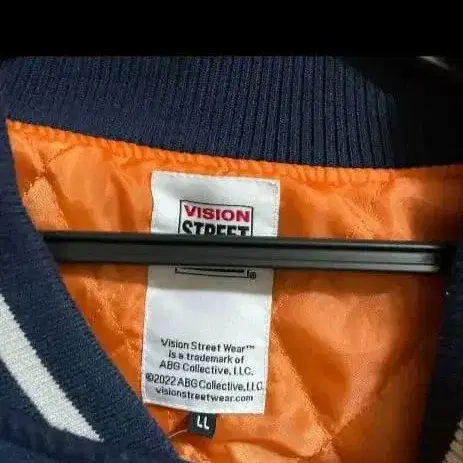 VISION
STREET
®
Vision Street Wear™
is a trademark of
ABG Collective, LLC.
©2022 ABG Collective, LLC.
visionstreetwear.com
LL